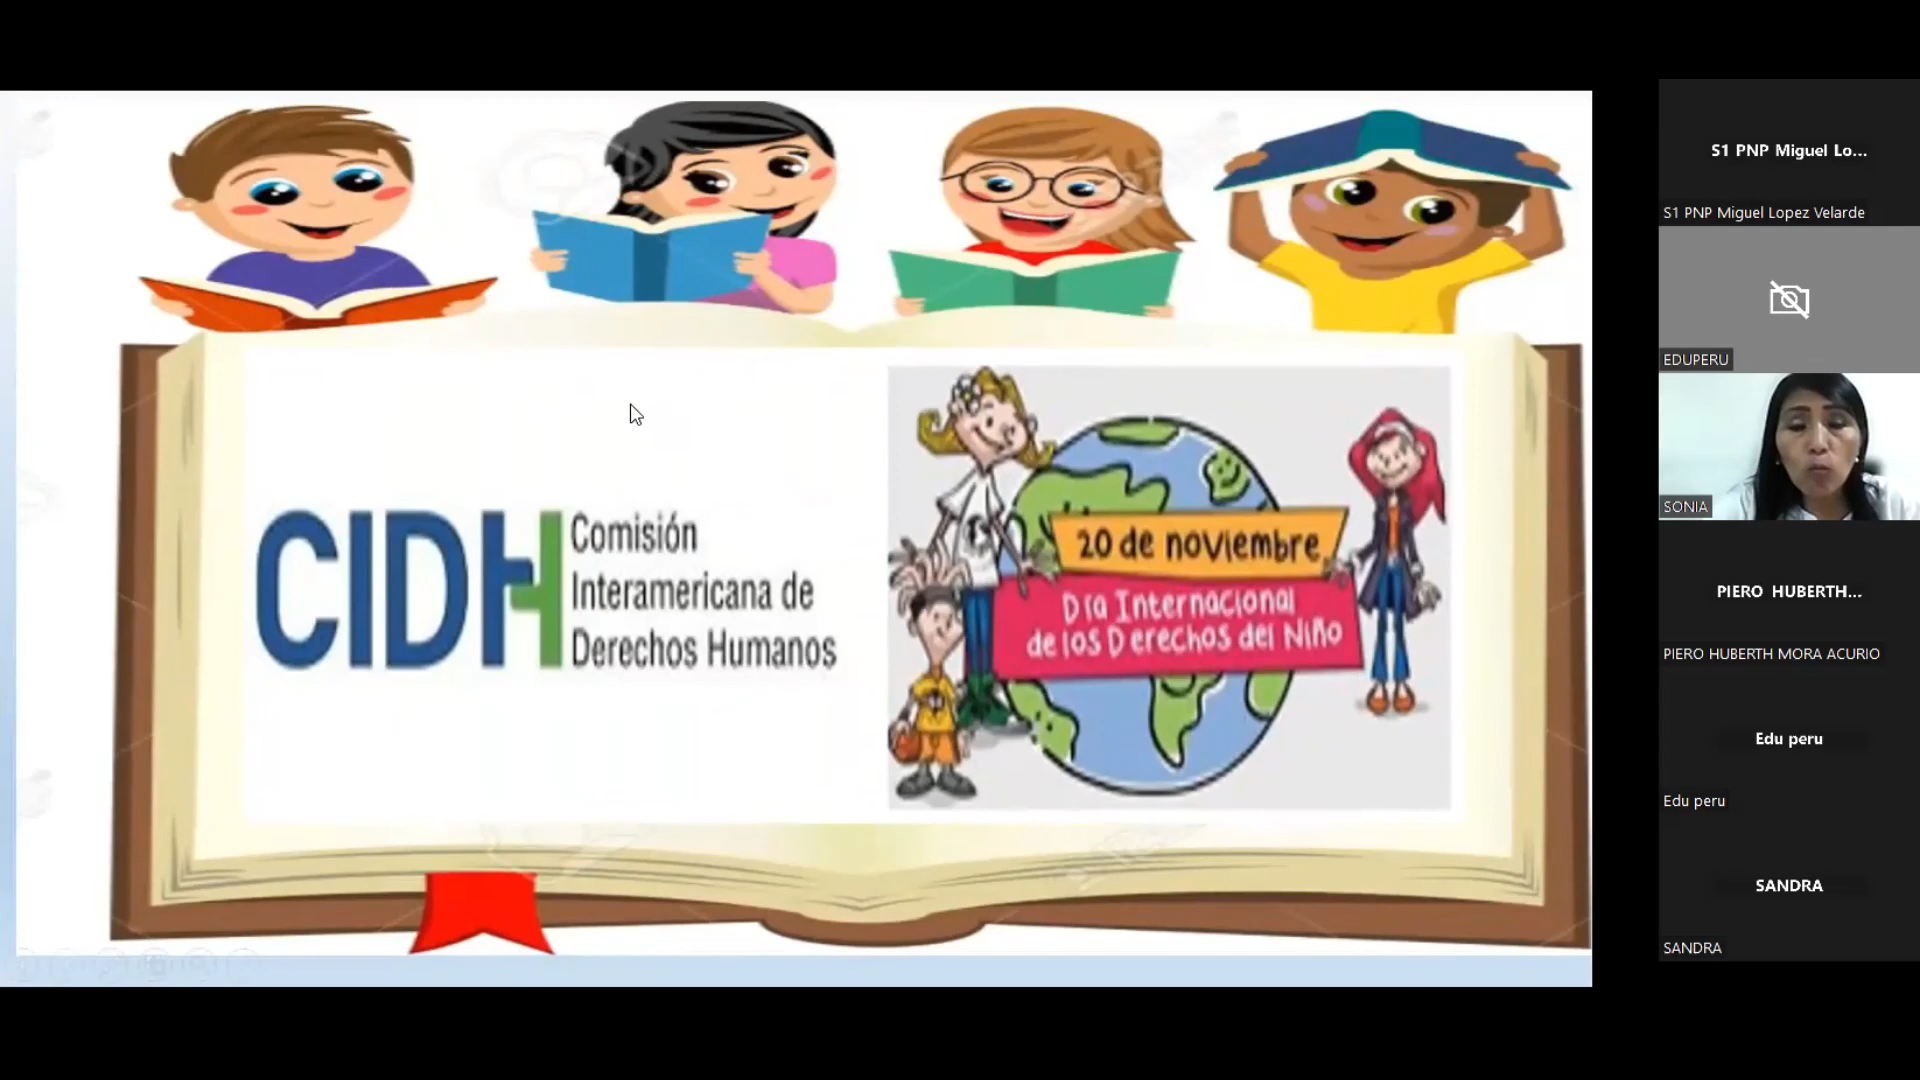 CIDH
Comisión
Interamericana de
Derechos Humanos
20 de noviembre
Día Internacional
de los Derechos del Niño
S1 PNP Miguel Lo...
S1 PNP Miguel Lopez Velarde
EDUPERU
SONIA
PIERO HUBERTH...
PIERO HUBERTH MORA ACURIO
Edu peru
Edu peru
SANDRA
SANDRA